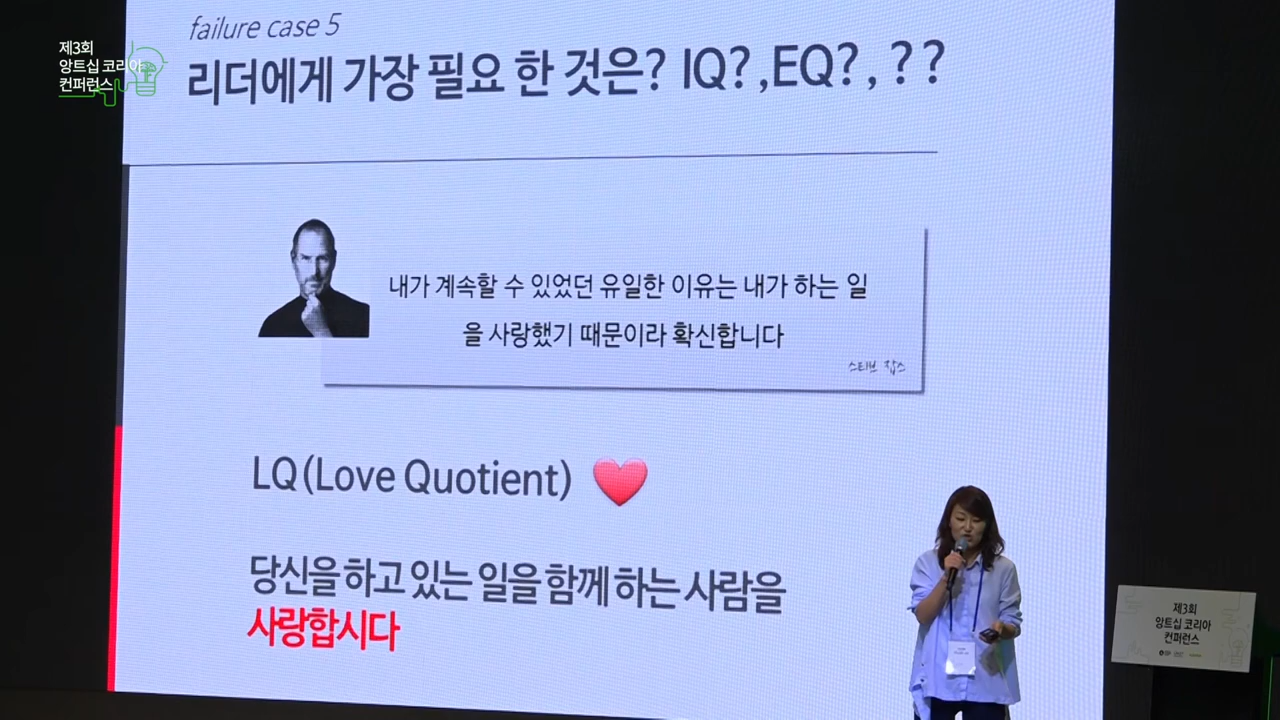 failure case 5
리더에게 가장 필요 한 것은? IQ?,EQ?, ??
제3회
앙트십 코리아
컨퍼런스
내가 계속할 수 있었던 유일한 이유는 내가 하는 일
을 사랑했기 때문이라 확신합니다
스티브 잡스
LQ(Love Quotient)
당신을 하고 있는 일을 함께 하는 사람을
사랑합시다
제3회
앙트십 코리아
컨퍼런스